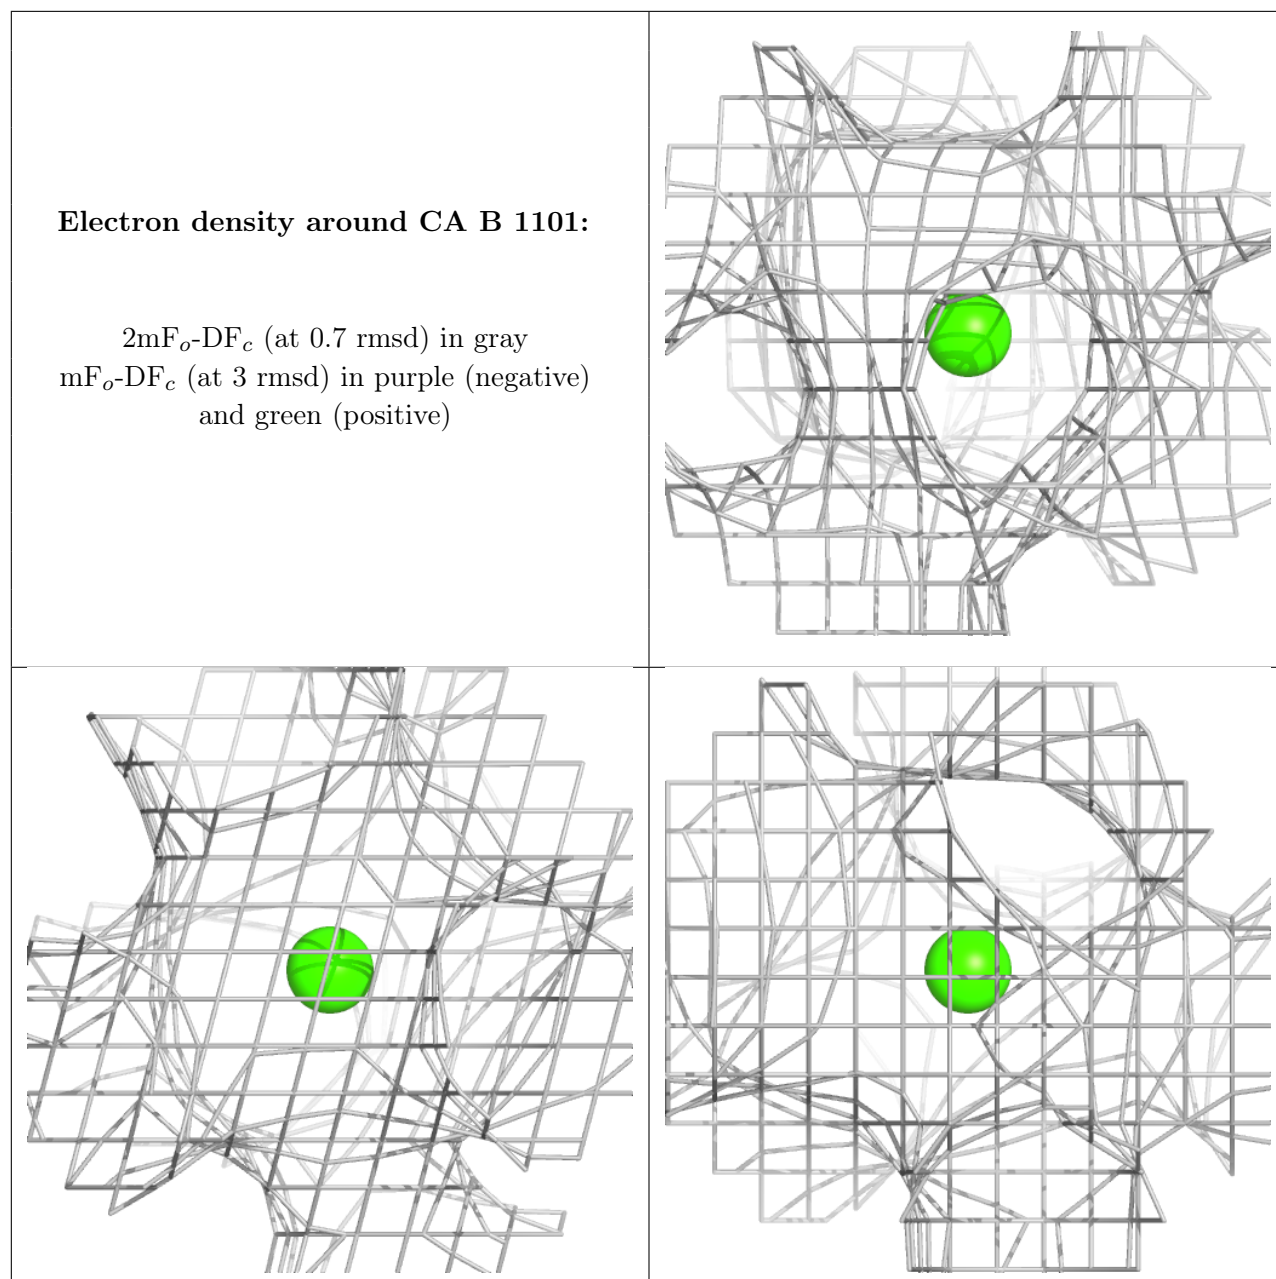 Electron density around CA B 1101:
2mFo-DFc (at 0.7 rmsd) in gray
mFo-DFc (at 3 rmsd) in purple (negative)
and green (positive)